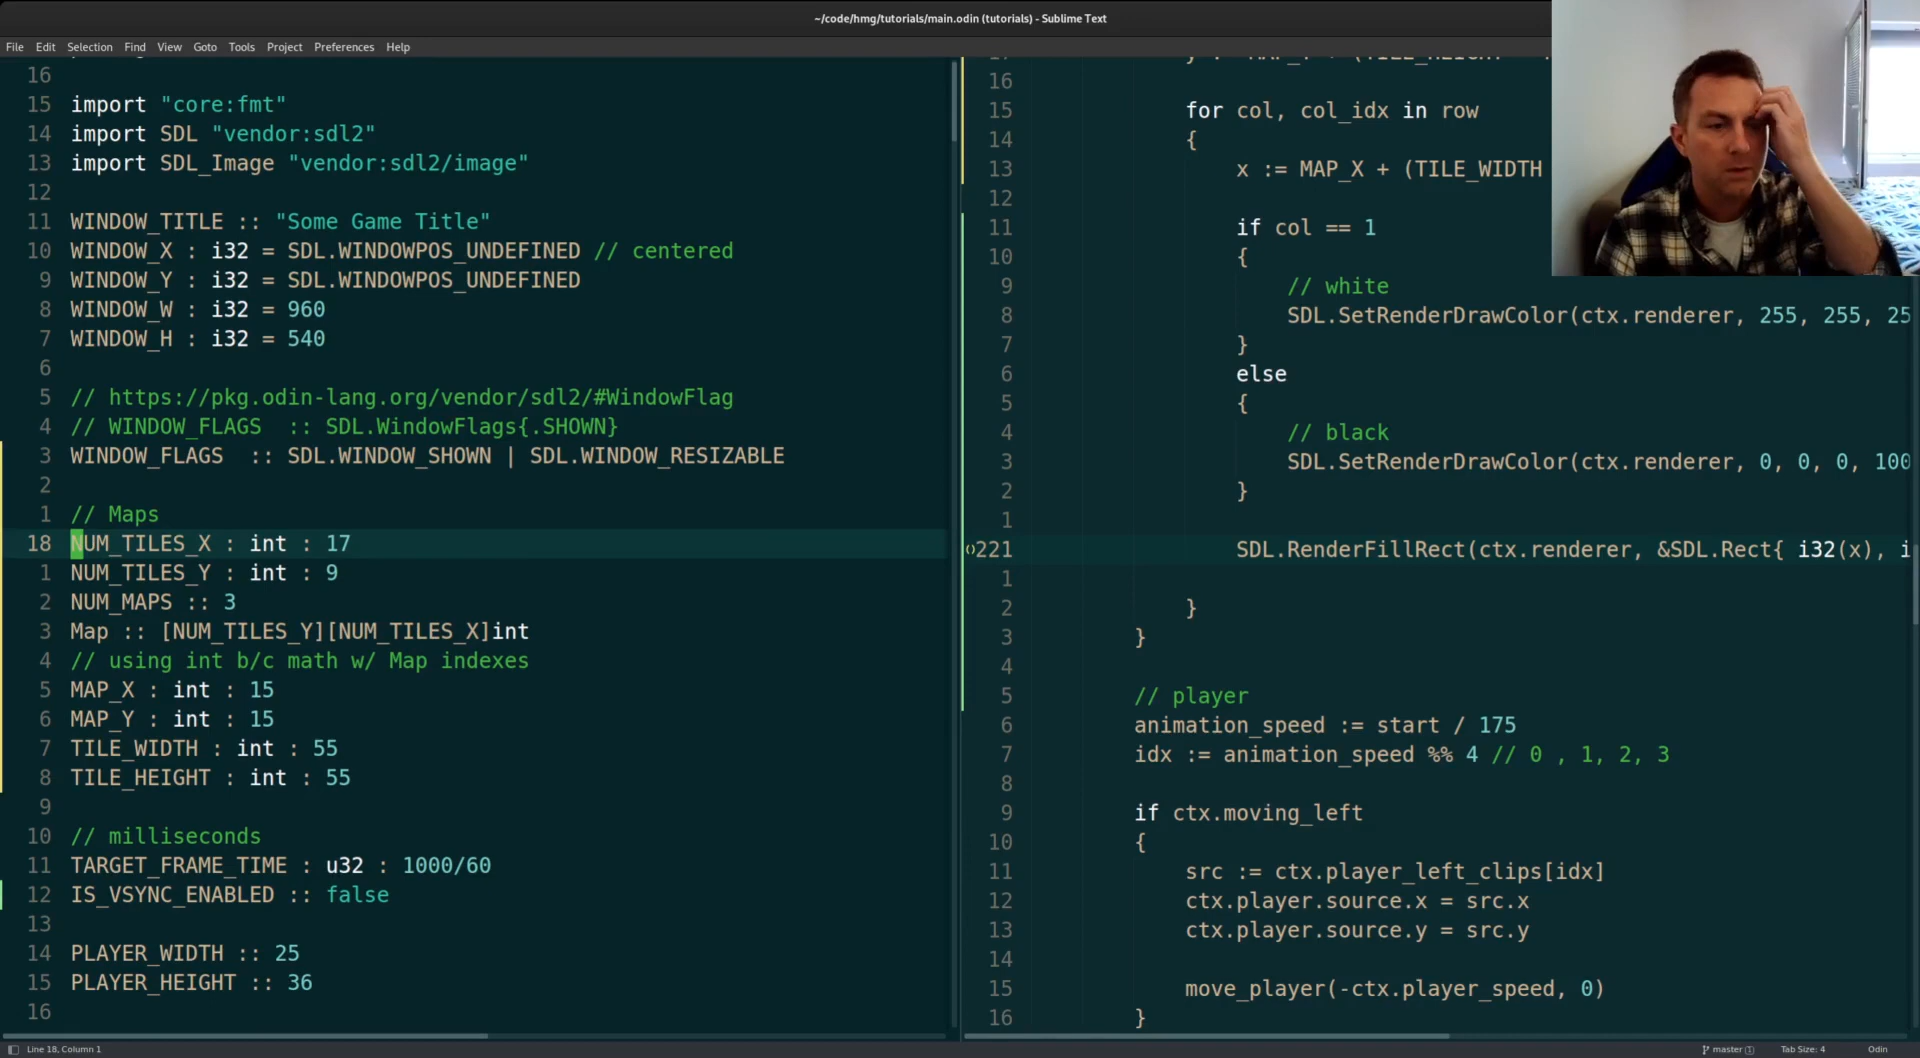 ~/code/hmg/tutorials/main.odin (tutorials) - Sublime Text
File Edit Selection Find View Goto Tools Project Preferences Help
16
15 import "core:fmt"
14 import SDL "vendor:sdl2"
13 import SDL_Image "vendor:sdl2/image"
12
11 WINDOW_TITLE :: "Some Game Title"
10 WINDOW_X : i32 = SDL.WINDOWPOS_UNDEFINED // centered
9 WINDOW_Y : i32 = SDL.WINDOWPOS_UNDEFINED
8 WINDOW_W : i32 = 960
7 WINDOW_H : i32 = 540
6
5 // https://pkg.odin-lang.org/vendor/sdl2/#WindowFlag
4 // WINDOW_FLAGS  :: SDL.WindowFlags{.SHOWN}
3 WINDOW_FLAGS  :: SDL.WINDOW_SHOWN | SDL.WINDOW_RESIZABLE
2
1 // Maps
18 NUM_TILES_X : int : 17
1 NUM_TILES_Y : int : 9
2 NUM_MAPS :: 3
3 Map :: [NUM_TILES_Y][NUM_TILES_X]int
4 // using int b/c math w/ Map indexes
5 MAP_X : int : 15
6 MAP_Y : int : 15
7 TILE_WIDTH : int : 55
8 TILE_HEIGHT : int : 55
9
10 // milliseconds
11 TARGET_FRAME_TIME : u32 : 1000/60
12 IS_VSYNC_ENABLED :: false
13
14 PLAYER_WIDTH :: 25
15 PLAYER_HEIGHT :: 36
16
16
15 for col, col_idx in row
14 {
13 x := MAP_X + (TILE_WIDTH
12
11 if col == 1
10 {
9 // white
8 SDL.SetRenderDrawColor(ctx.renderer, 255, 255, 25
7 }
6 else
5 {
4 // black
3 SDL.SetRenderDrawColor(ctx.renderer, 0, 0, 0, 100
2 }
1
221 SDL.RenderFillRect(ctx.renderer, &SDL.Rect{ i32(x), i
1
2 }
3 }
4
5 // player
6 animation_speed := start / 175
7 idx := animation_speed %% 4 // 0 , 1, 2, 3
8
9 if ctx.moving_left
10 {
11 src := ctx.player_left_clips[idx]
12 ctx.player.source.x = src.x
13 ctx.player.source.y = src.y
14
15 move_player(-ctx.player_speed, 0)
16 }
Line 18, Column 1
master (1) Tab Size: 4 Odin